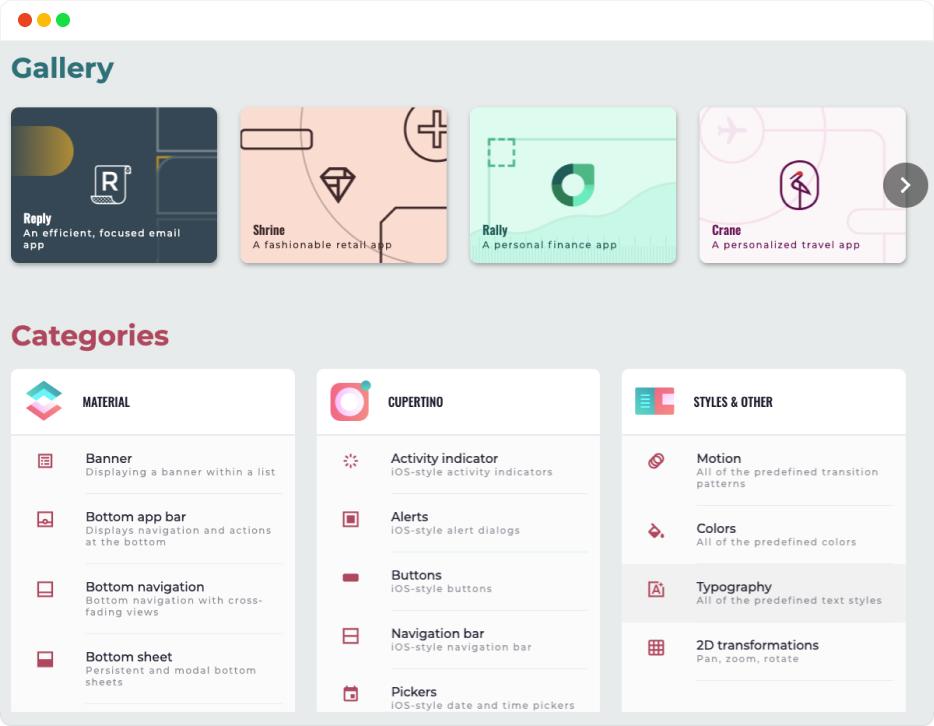 Gallery
R
Reply
An efficient, focused email
app
Shrine
A fashionable retail app
Rally
A personal finance app
Crane
A personalized travel app
Categories
MATERIAL
Banner
Displaying a banner within a list
Bottom app bar
Displays navigation and actions
at the bottom
Bottom navigation
Bottom navigation with cross-
fading views
Bottom sheet
Persistent and modal bottom
sheets
CUPERTINO
Activity indicator
iOS-style activity indicators
Alerts
iOS-style alert dialogs
Buttons
iOS-style buttons
Navigation bar
iOS-style navigation bar
Pickers
iOS-style date and time pickers
STYLES & OTHER
Motion
All of the predefined transition
patterns
Colors
All of the predefined colors
Typography
All of the predefined text styles
2D transformations
Pan, zoom, rotate